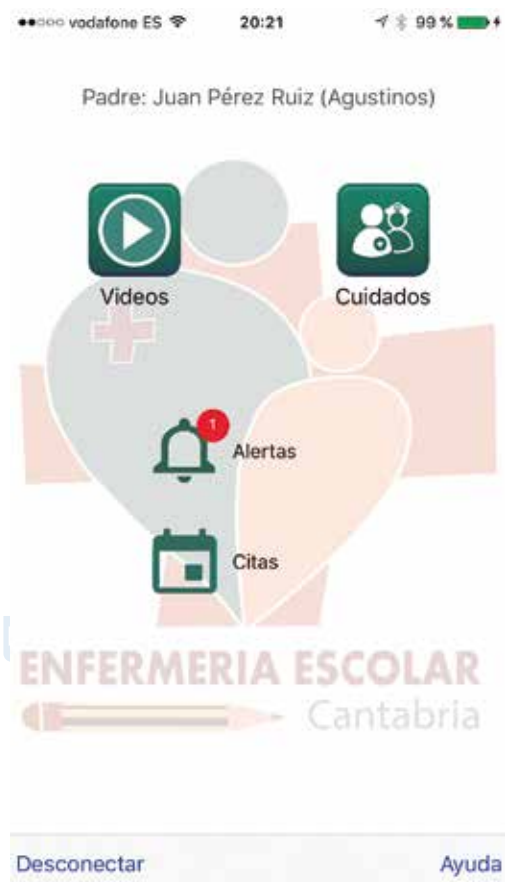 vodafone ES 20:21 99 %
Padre: Juan Pérez Ruiz (Agustinos)
Videos Cuidados
1
Alertas
Citas
ENFERMERIA ESCOLAR
Cantabria
Desconectar Ayuda